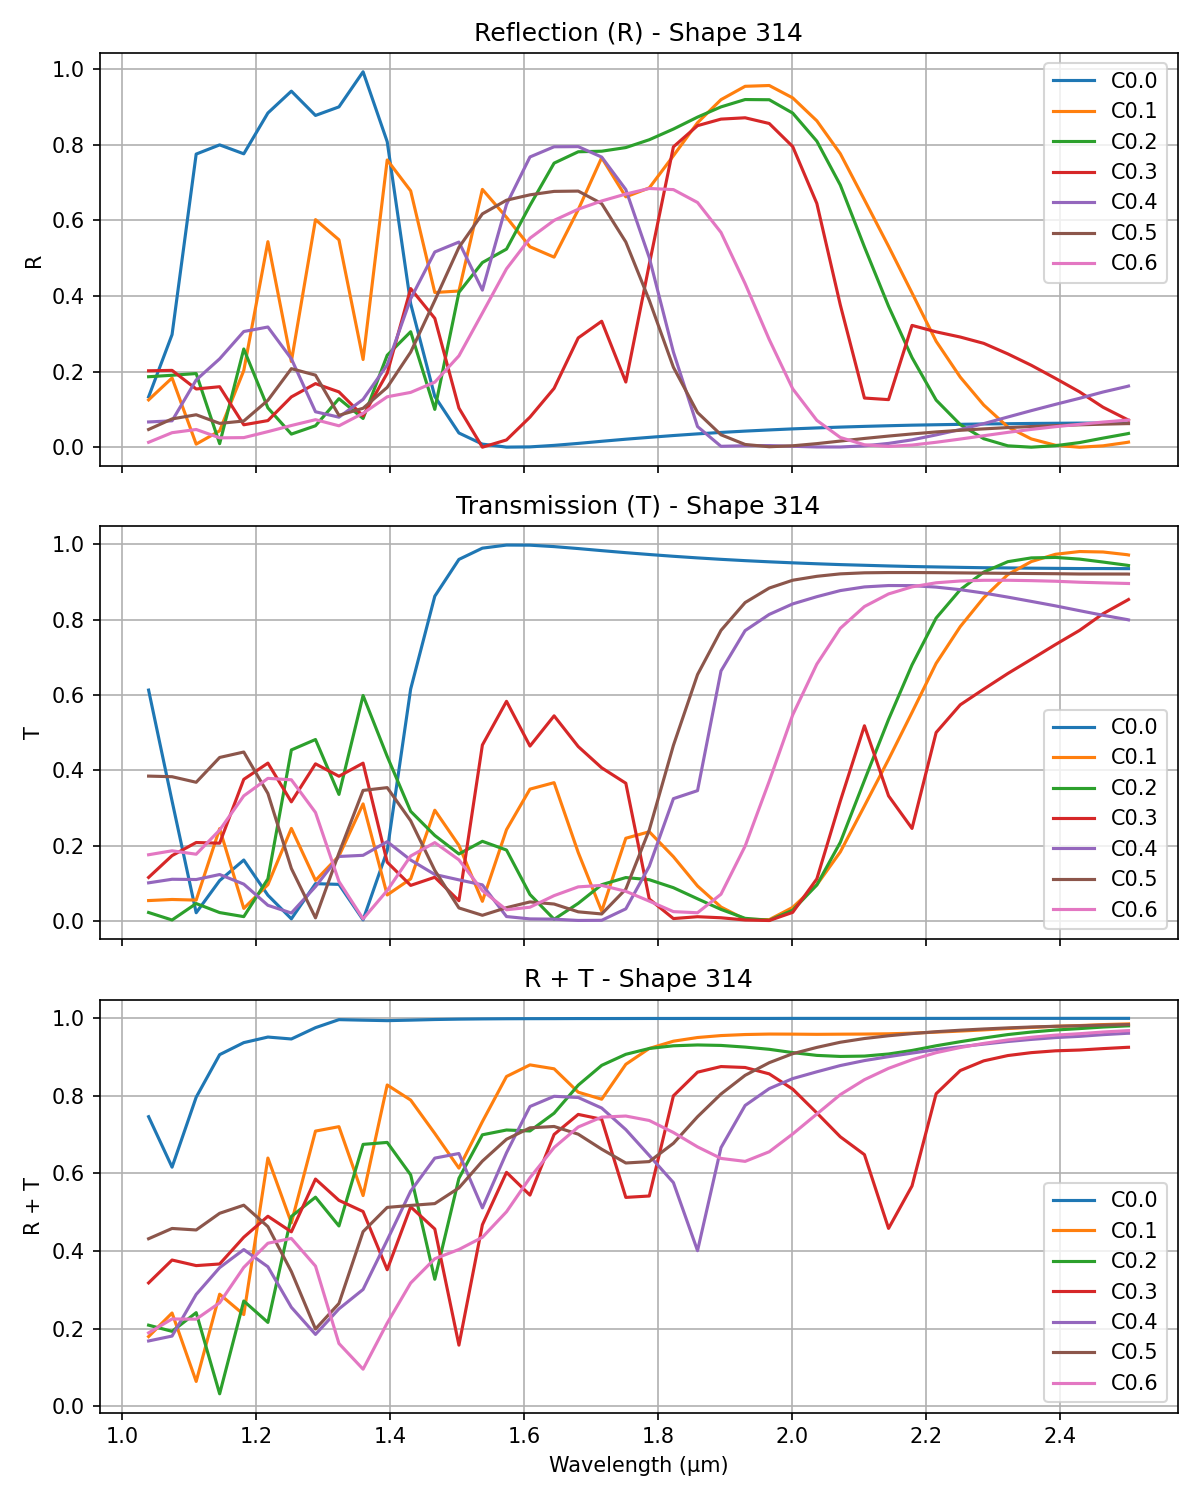 Reflection (R) - Shape 314
1.0
0.8
0.6
0.4
0.2
0.0
R
C0.0
C0.1
C0.2
C0.3
C0.4
C0.5
C0.6
Transmission (T) - Shape 314
1.0
0.8
0.6
0.4
0.2
0.0
T
C0.0
C0.1
C0.2
C0.3
C0.4
C0.5
C0.6
R + T - Shape 314
1.0
0.8
0.6
0.4
0.2
0.0
R + T
C0.0
C0.1
C0.2
C0.3
C0.4
C0.5
C0.6
1.0 1.2 1.4 1.6 1.8 2.0 2.2 2.4
Wavelength (μm)